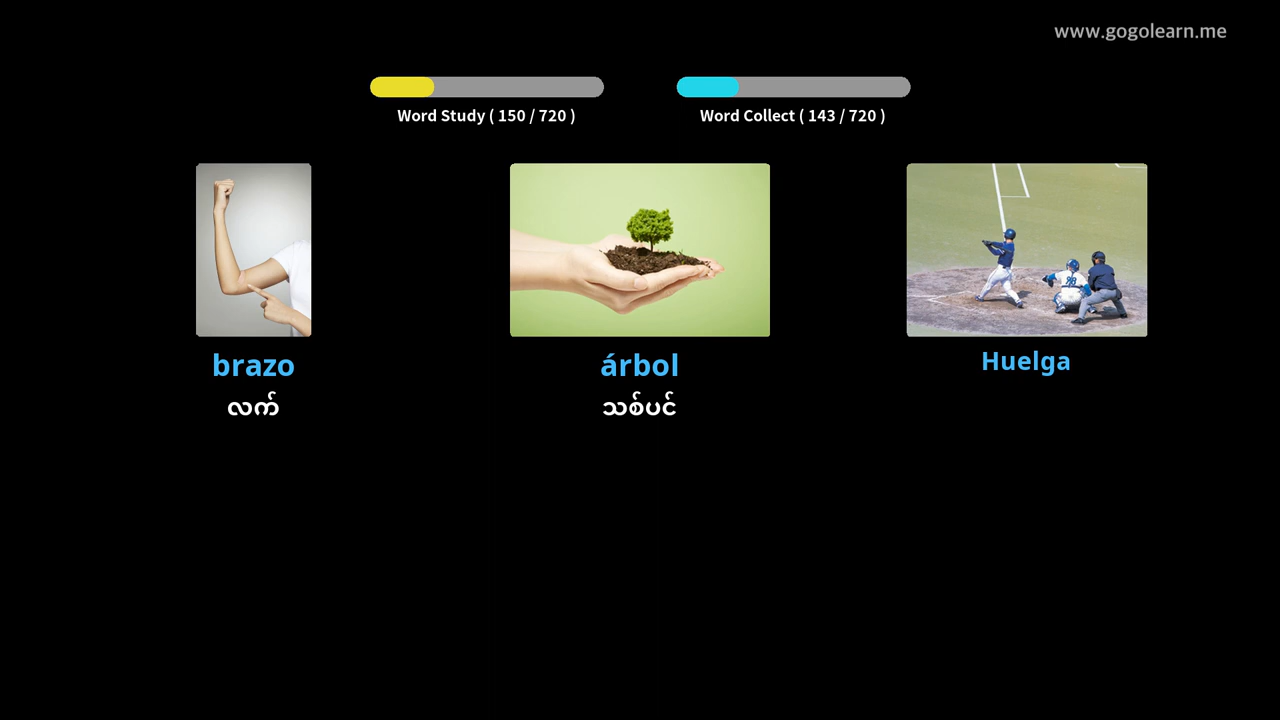 www.gogolearn.me
Word Study ( 150 / 720 )
Word Collect ( 143 / 720 )
brazo
လက်
árbol
သစ်ပင်
Huelga